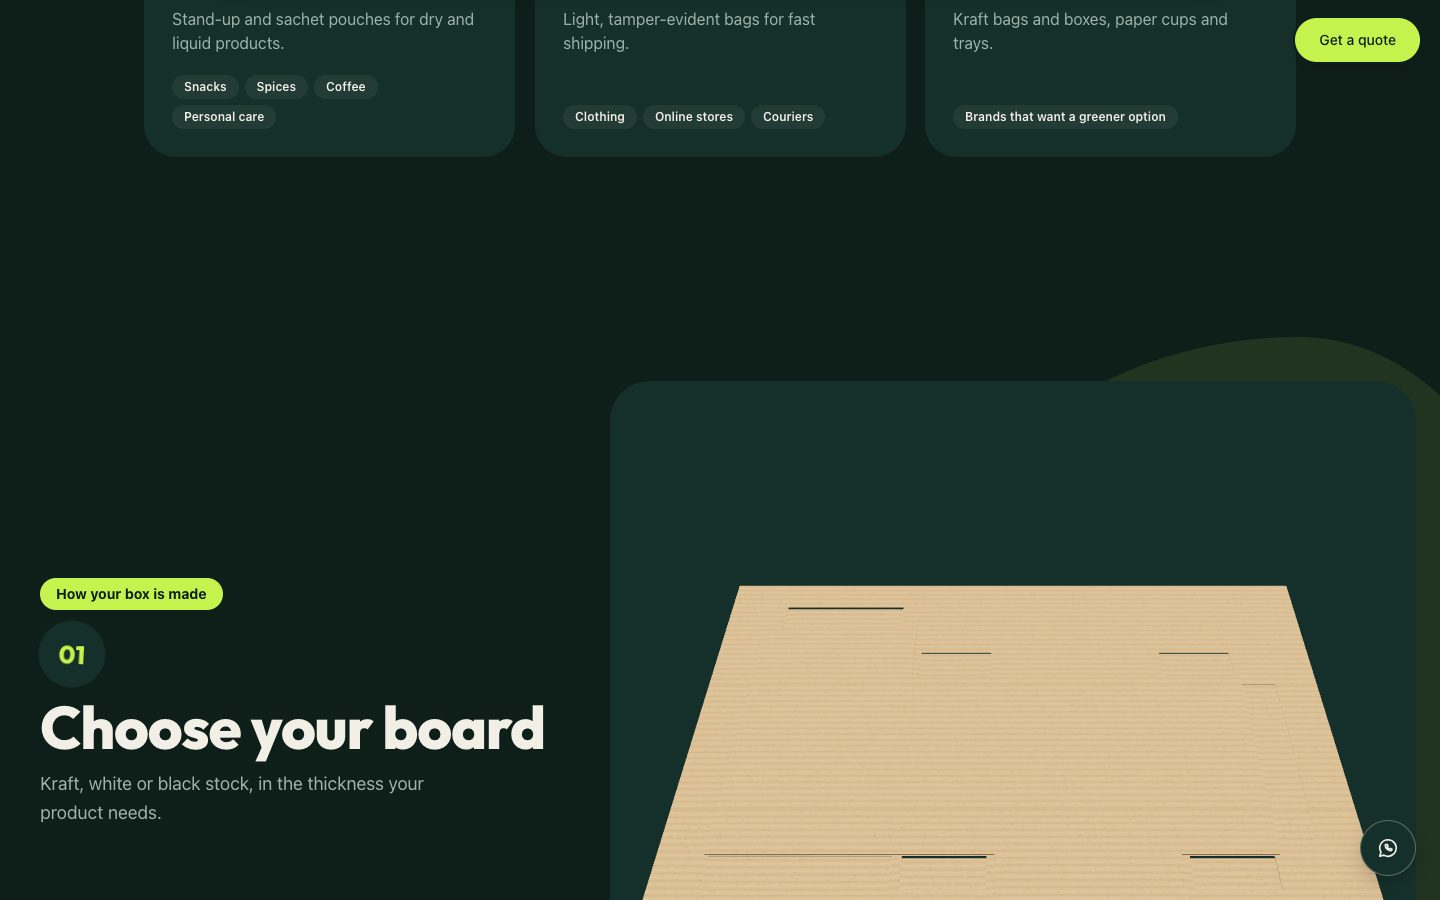 Stand-up and sachet pouches for dry and
liquid products.
Snacks
Spices
Coffee
Personal care
Light, tamper-evident bags for fast
shipping.
Clothing
Online stores
Couriers
Kraft bags and boxes, paper cups and
trays.
Brands that want a greener option
Get a quote
How your box is made
01
Choose your board
Kraft, white or black stock, in the thickness your
product needs.